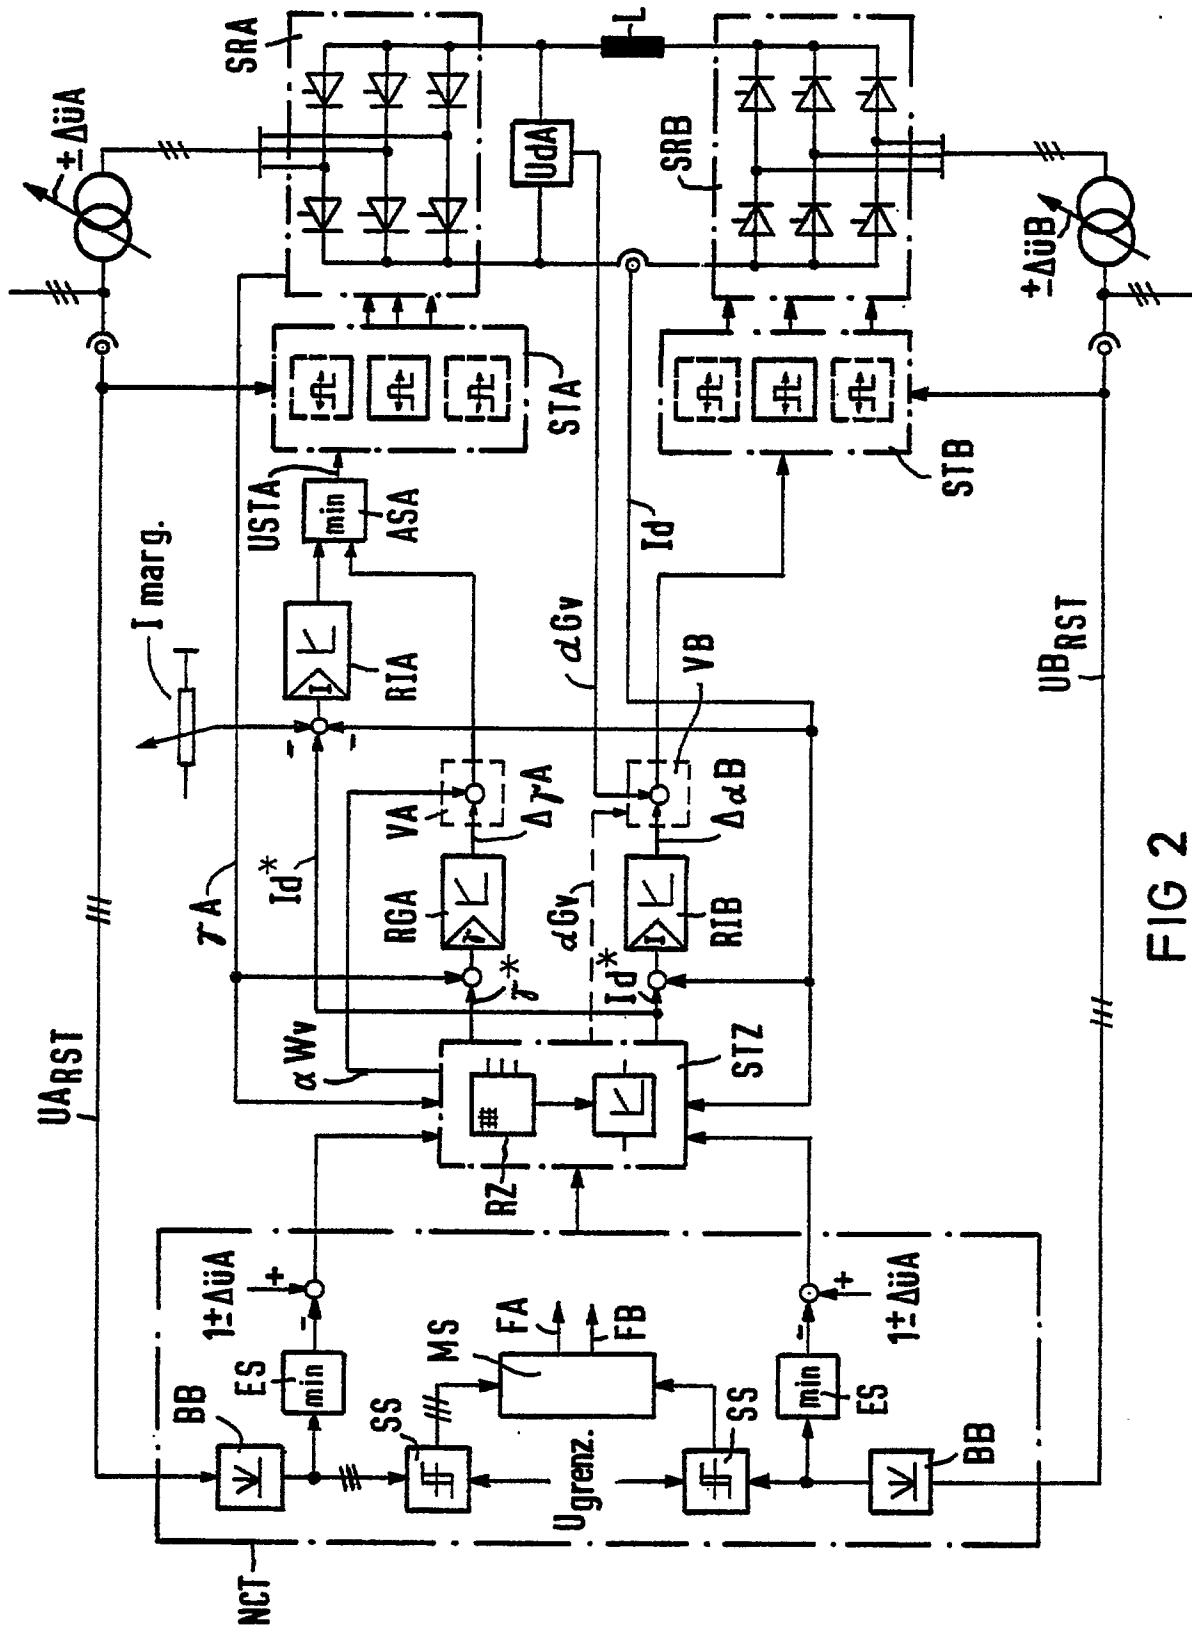 NCT
BB
ES
min
1±ΔüA
+
-
SS
MS
FA
FB
Ugrenz.
SS
ES
min
1±ΔüA
+
-
BB
UARST
RZ
STZ
αWv
γA
Id*
γ*
RGA
γ
VA
ΔγA
αGv
Id*
RIB
I
ΔαB
VB
I marg.
-
-
RIA
I
USTA
min
ASA
αGv
Id
UBRST
STA
STB
SRA
±ΔüA
UdA
L
SRB
±ΔüB
FIG 2